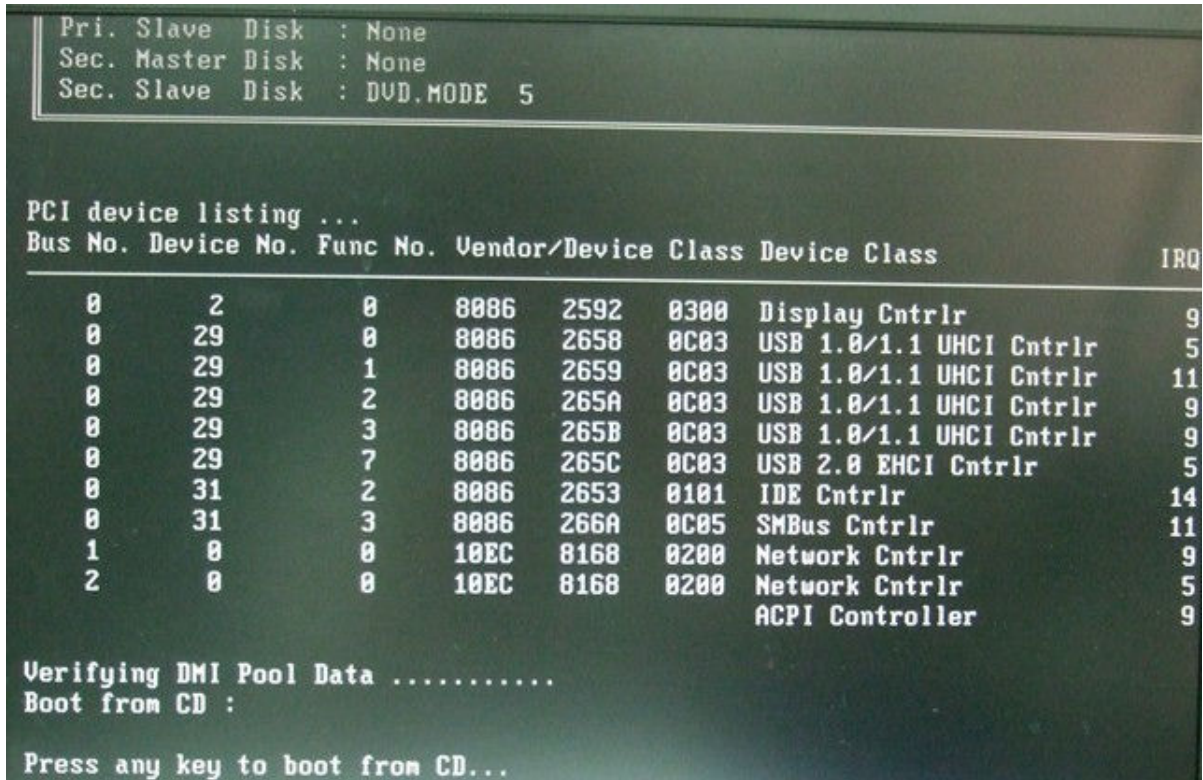 Pri. Slave Disk : None
Sec. Master Disk : None
Sec. Slave Disk : DVD,MODE 5
PCI device listing ...
Bus No. Device No. Func No. Vendor/Device Class Device Class IRQ
0 2 0 8086 2592 0300 Display Cntrlr 9
0 29 0 8086 2658 0C03 USB 1.0/1.1 UHCI Cntrlr 5
0 29 1 8086 2659 0C03 USB 1.0/1.1 UHCI Cntrlr 11
0 29 2 8086 265A 0C03 USB 1.0/1.1 UHCI Cntrlr 9
0 29 3 8086 265B 0C03 USB 1.0/1.1 UHCI Cntrlr 9
0 29 7 8086 265C 0C03 USB 2.0 EHCI Cntrlr 5
0 31 2 8086 2653 0101 IDE Cntrlr 14
0 31 3 8086 266A 0C05 SMBus Cntrlr 11
1 0 0 10EC 8168 0200 Network Cntrlr 9
2 0 0 10EC 8168 0200 Network Cntrlr 5
ACPI Controller 9
Verifying DMI Pool Data ...........
Boot from CD :
Press any key to boot from CD...